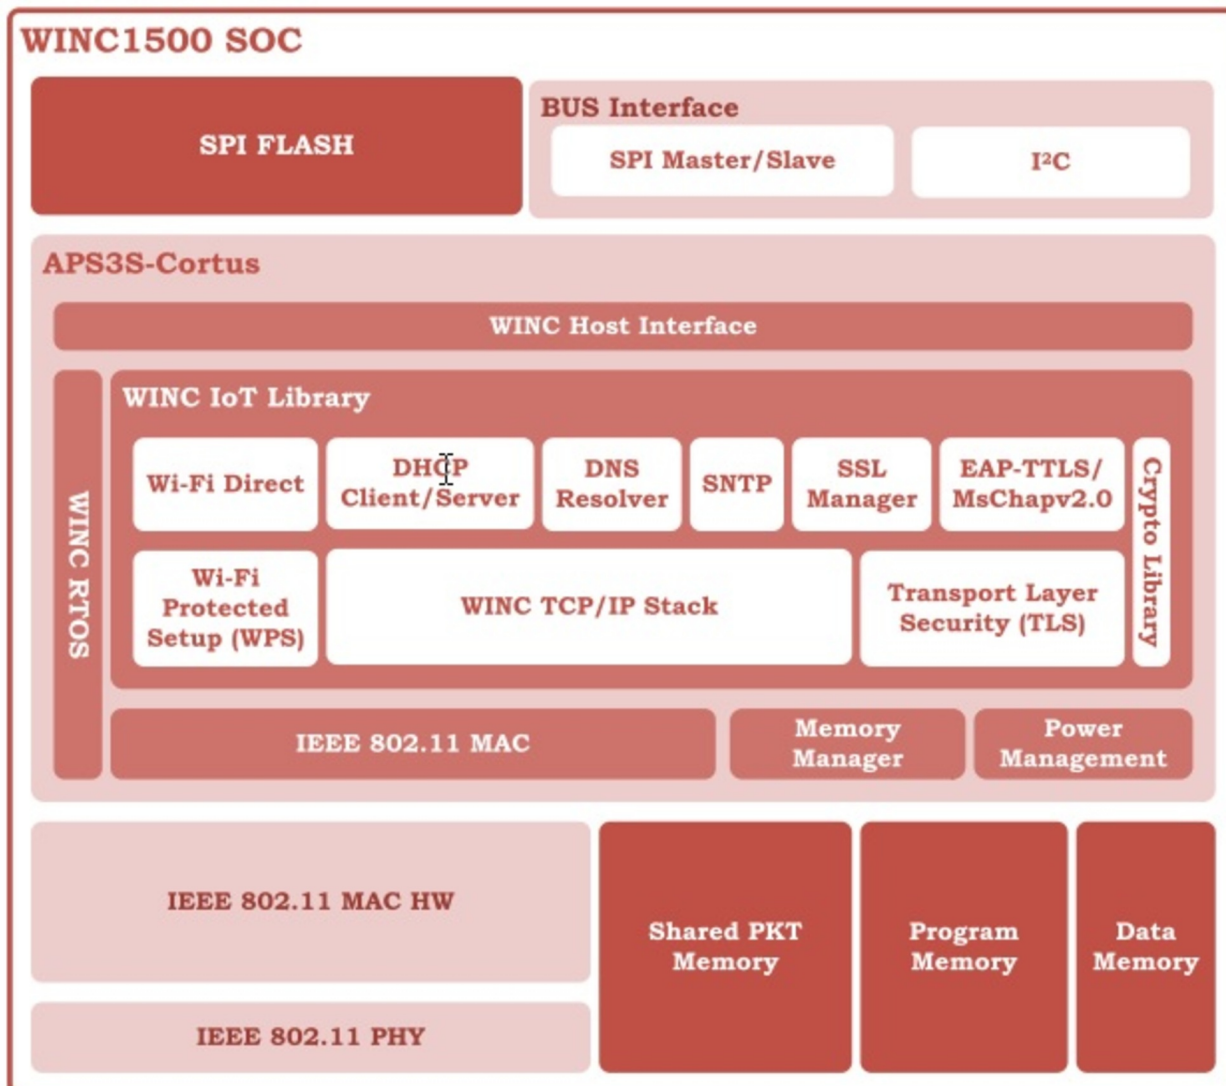 WINC1500 SOC
SPI FLASH
BUS Interface
SPI Master/Slave
I²C
APS3S-Cortus
WINC Host Interface
WINC RTOS
WINC IoT Library
Wi-Fi Direct
DHCP
Client/Server
DNS
Resolver
SNTP
SSL
Manager
EAP-TTLS/
MsChapv2.0
Crypto Library
Wi-Fi
Protected
Setup (WPS)
WINC TCP/IP Stack
Transport Layer
Security (TLS)
IEEE 802.11 MAC
Memory
Manager
Power
Management
IEEE 802.11 MAC HW
IEEE 802.11 PHY
Shared PKT
Memory
Program
Memory
Data
Memory